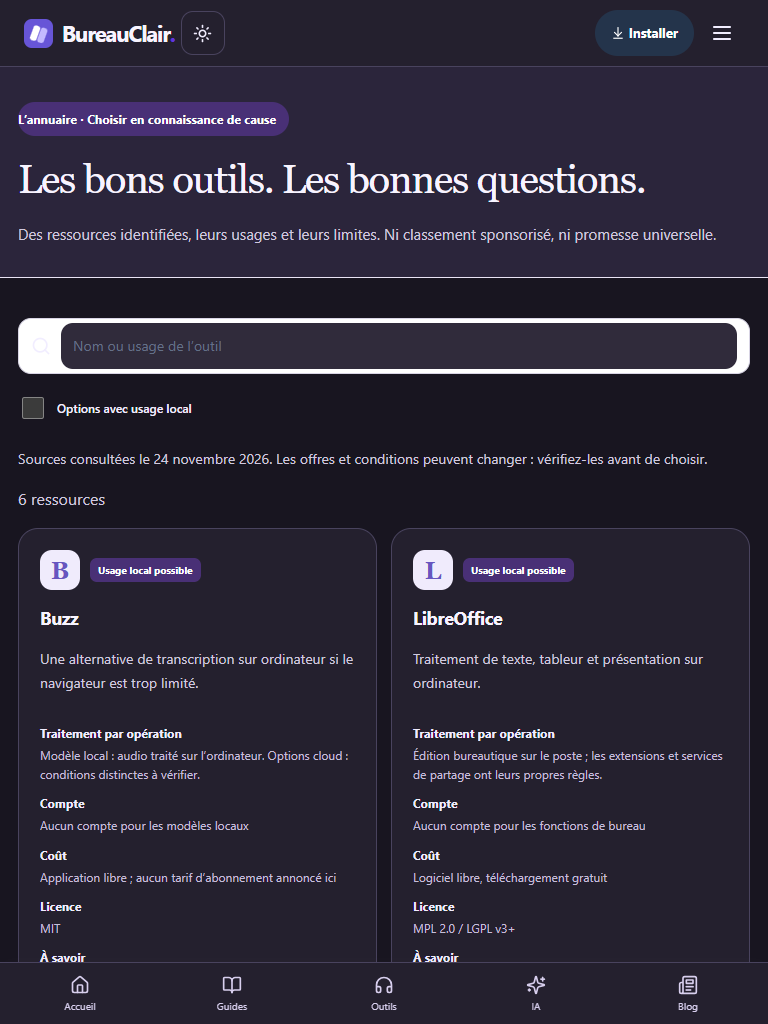 BureauClair.
Installer
L'annuaire · Choisir en connaissance de cause
Les bons outils. Les bonnes questions.
Des ressources identifiées, leurs usages et leurs limites. Ni classement sponsorisé, ni promesse universelle.
Nom ou usage de l'outil
Options avec usage local
Sources consultées le 24 novembre 2026. Les offres et conditions peuvent changer : vérifiez-les avant de choisir.
6 ressources
B
Usage local possible
Buzz
Une alternative de transcription sur ordinateur si le
navigateur est trop limité.
Traitement par opération
Modèle local : audio traité sur l'ordinateur. Options cloud :
conditions distinctes à vérifier.
Compte
Aucun compte pour les modèles locaux
Coût
Application libre ; aucun tarif d'abonnement annoncé ici
Licence
MIT
À savoir
L
Usage local possible
LibreOffice
Traitement de texte, tableur et présentation sur
ordinateur.
Traitement par opération
Édition bureautique sur le poste ; les extensions et services
de partage ont leurs propres règles.
Compte
Aucun compte pour les fonctions de bureau
Coût
Logiciel libre, téléchargement gratuit
Licence
MPL 2.0 / LGPL v3+
À savoir
Accueil
Guides
Outils
IA
Blog